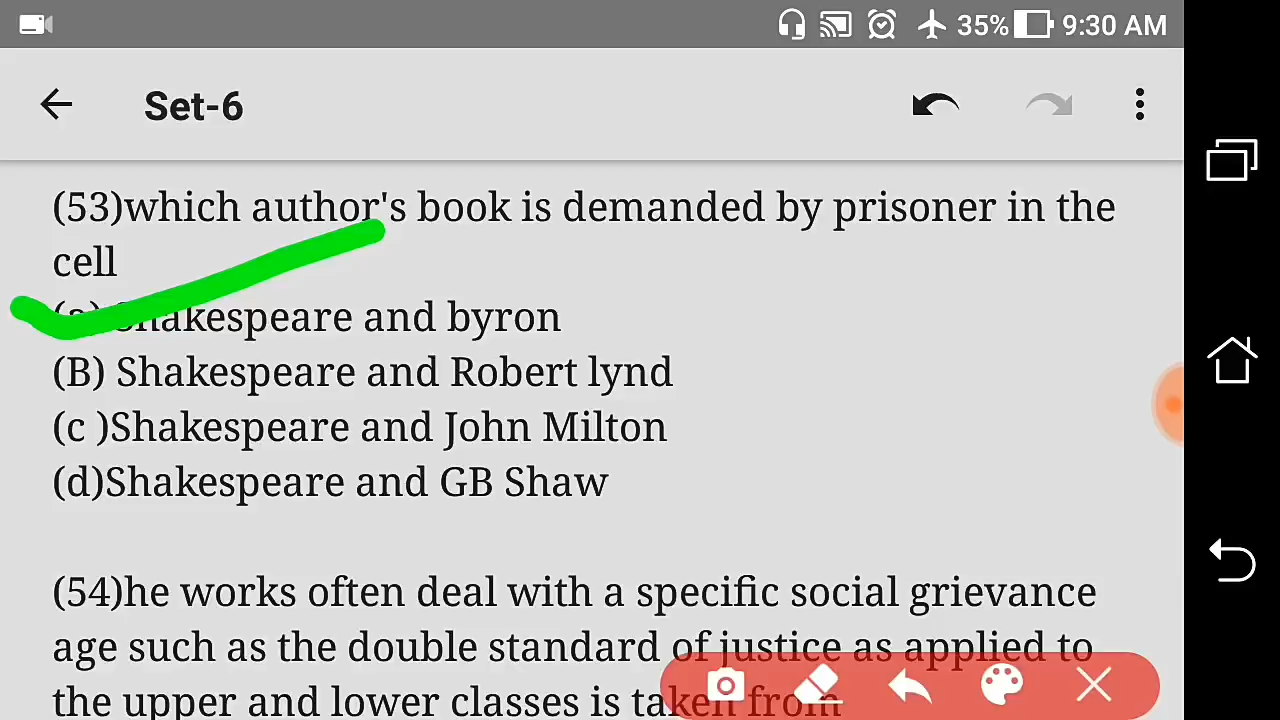 35% 9:30 AM
Set-6
(53)which author's book is demanded by prisoner in the
cell
(a) Shakespeare and byron
(B) Shakespeare and Robert lynd
(c )Shakespeare and John Milton
(d)Shakespeare and GB Shaw
(54)he works often deal with a specific social grievance
age such as the double standard of justice as applied to
the upper and lower classes is taken from